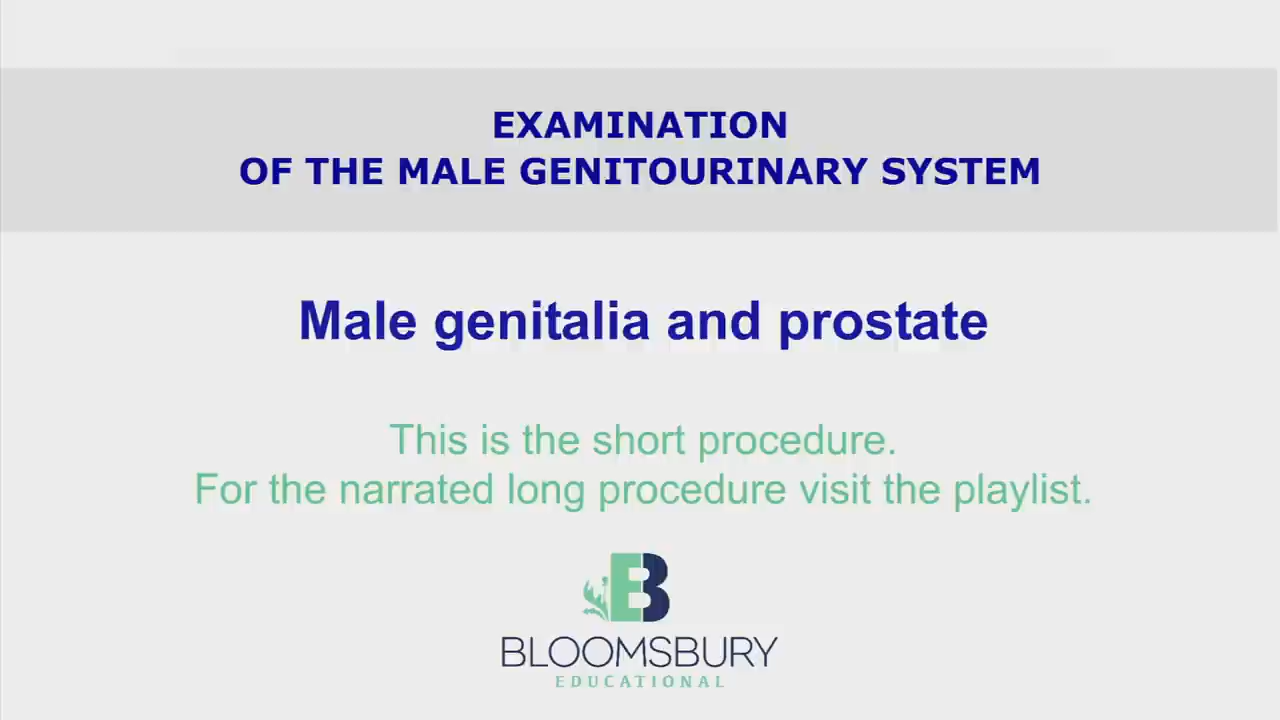 EXAMINATION
OF THE MALE GENITOURINARY SYSTEM
Male genitalia and prostate
This is the short procedure.
For the narrated long procedure visit the playlist.
EB
BLOOMSBURY
EDUCATIONAL